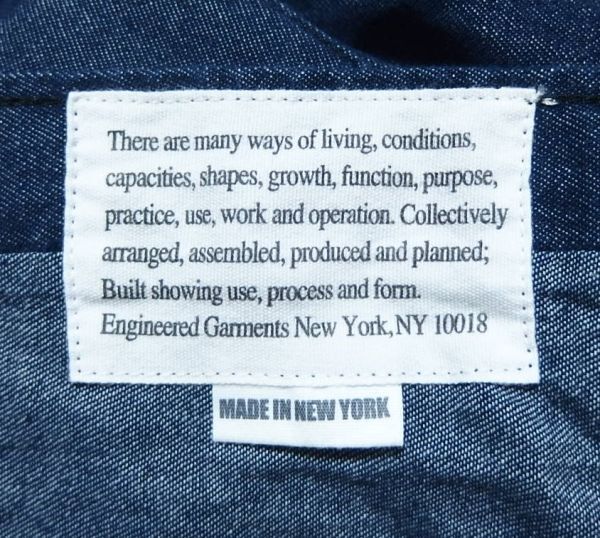 There are many ways of living, conditions,
capacities, shapes, growth, function, purpose,
practice, use, work and operation. Collectively
arranged, assembled, produced and planned;
Built showing use, process and form.
Engineered Garments New York, NY 10018
MADE IN NEW YORK